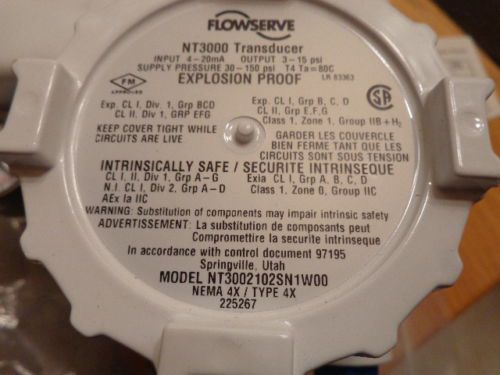 FLOWSERVE
NT3000 Transducer
INPUT 4-20mA OUTPUT 3-15 psi
SUPPLY PRESSURE 30-150 psi T4 Ta=80C
EXPLOSION PROOF
LR 83363
FM
APPROVED
Exp. CL I, Div 1, Grp BCD
CL II. Div 1, GRP EFG
Exp. CL I, Grp B, C, D
CL II, Grp E,F,G
Class 1, Zone 1, Group IIB + H2
SA
KEEP COVER TIGHT WHILE
CIRCUITS ARE LIVE
GARDER LES COUVERCLE
BIEN FERME TANT QUE LES
CIRCUITS SONT SOUS TENSION
INTRINSICALLY SAFE / SECURITE INTRINSEQUE
CL I, II. Div 1, Grp A-G
N.I. CL I, Div 2, Grp A-D
AEx Ia IIC
Exia CL I, Grp A, B, C, D
Class 1, Zone 0, Group IIC
WARNING: Substitution of components may impair intrinsic safety
ADVERTISSEMENT: La substitution de composants peut
Compromettire la securite intrinseque
In accordance with control document 97195
Springville, Utah
MODEL NT3002102SN1W00
NEMA 4X / TYPE 4X
225267